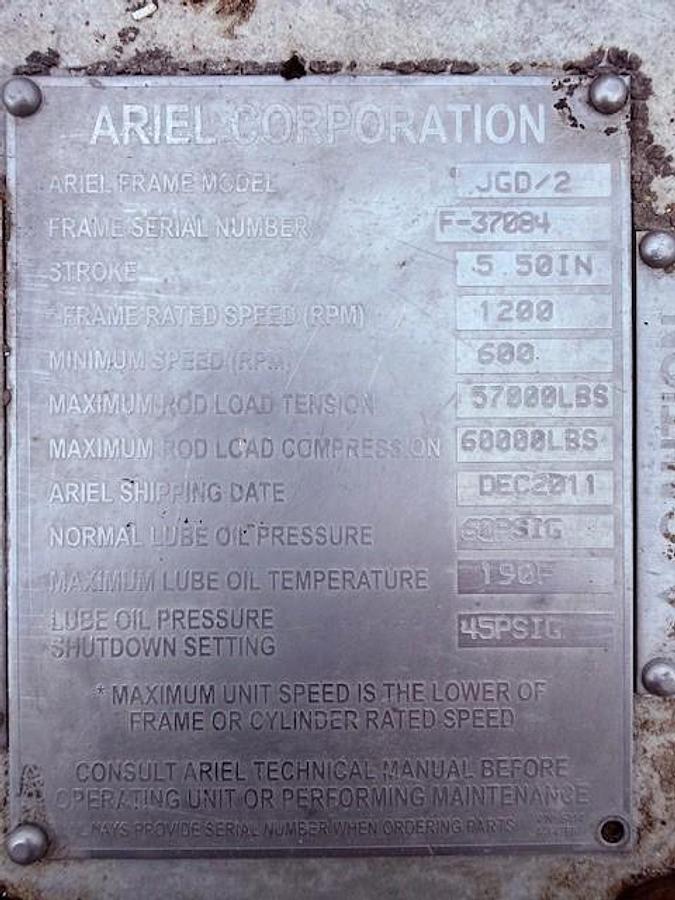 ARIEL CORPORATION
ARIEL FRAME MODEL JGD/2
FRAME SERIAL NUMBER F-37084
STROKE 5.50IN
* FRAME RATED SPEED (RPM) 1200
MINIMUM SPEED (RPM) 600
MAXIMUM ROD LOAD TENSION 57000LBS
MAXIMUM ROD LOAD COMPRESSION 60000LBS
ARIEL SHIPPING DATE DEC2011
NORMAL LUBE OIL PRESSURE 60PSIG
MAXIMUM LUBE OIL TEMPERATURE 190F
LUBE OIL PRESSURE
SHUTDOWN SETTING 45PSIG
* MAXIMUM UNIT SPEED IS THE LOWER OF
FRAME OR CYLINDER RATED SPEED
CONSULT ARIEL TECHNICAL MANUAL BEFORE
OPERATING UNIT OR PERFORMING MAINTENANCE
ALWAYS PROVIDE SERIAL NUMBER WHEN ORDERING PARTS